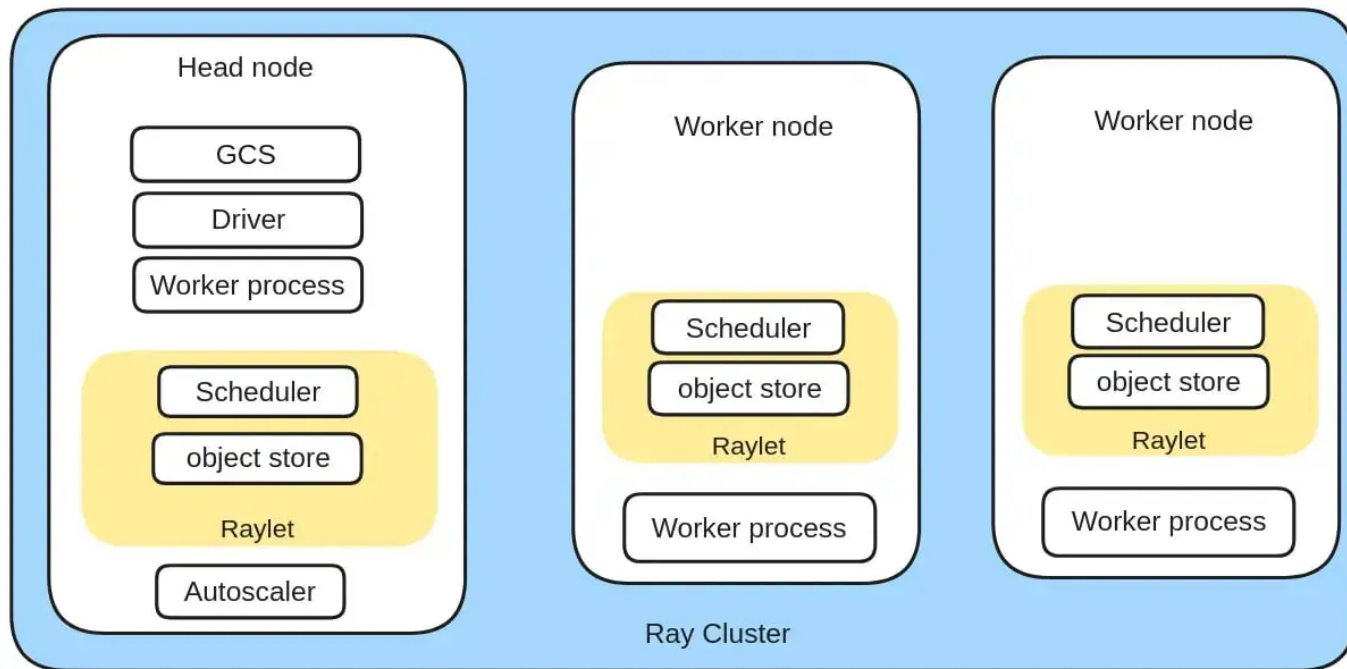 Head node
GCS
Driver
Worker process
Scheduler
object store
Raylet
Autoscaler
Worker node
Scheduler
object store
Raylet
Worker process
Worker node
Scheduler
object store
Raylet
Worker process
Ray Cluster